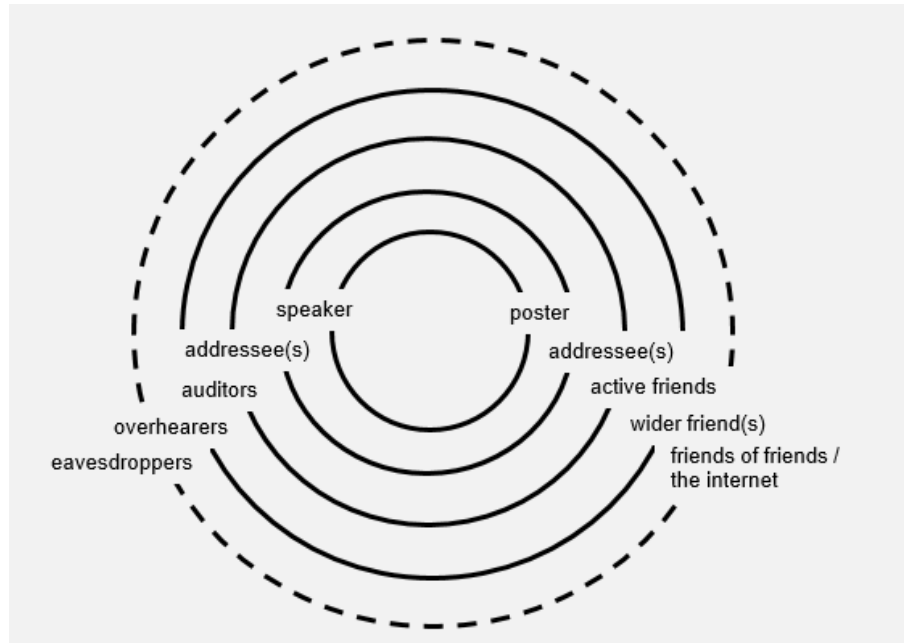 speaker
poster
addressee(s)
addressee(s)
auditors
active friends
overhearers
wider friend(s)
eavesdroppers
friends of friends /
the internet